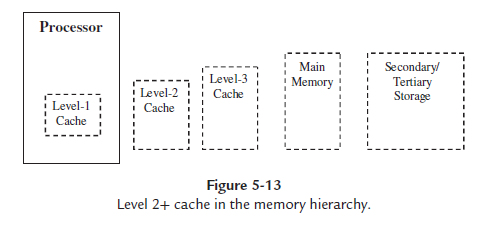 Processor
Level-1
Cache
Level-2
Cache
Level-3
Cache
Main
Memory
Secondary/
Tertiary
Storage
Figure 5-13
Level 2+ cache in the memory hierarchy.